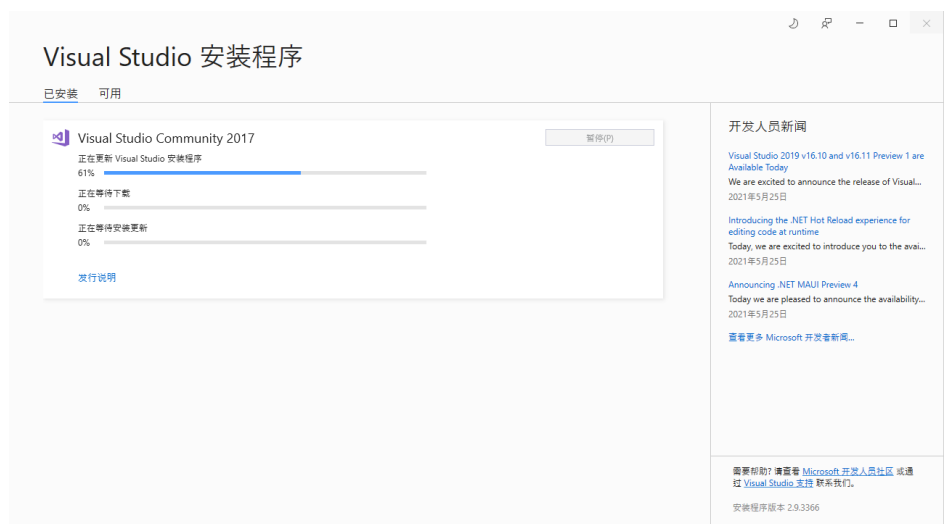 Visual Studio 安装程序
已安装 可用
Visual Studio Community 2017
暂停(P)
正在更新 Visual Studio 安装程序
61%
正在等待下载
0%
正在等待安装更新
0%
发行说明
开发人员新闻
Visual Studio 2019 v16.10 and v16.11 Preview 1 are
Available Today
We are excited to announce the release of Visual...
2021年5月25日
Introducing the .NET Hot Reload experience for
editing code at runtime
Today, we are excited to introduce you to the avai...
2021年5月25日
Announcing .NET MAUI Preview 4
Today we are pleased to announce the availability...
2021年5月25日
查看更多 Microsoft 开发者新闻...
需要帮助? 请查看 Microsoft 开发人员社区 或通
过 Visual Studio 支持 联系我们。
安装程序版本 2.9.3366